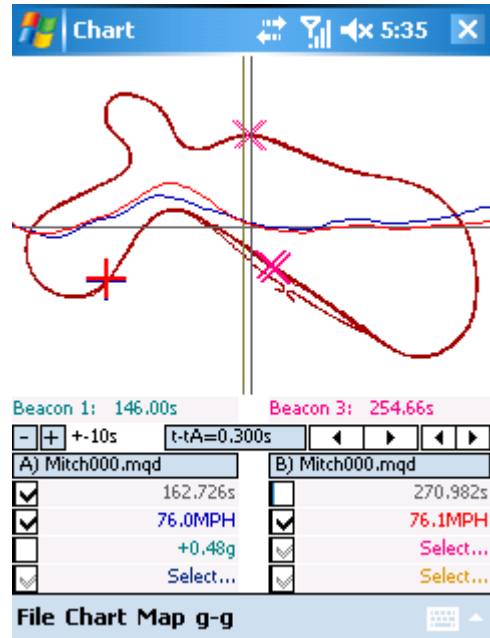 Chart 5:35
Beacon 1: 146.00s Beacon 3: 254.66s
- + +-10s t-tA=0.300s
A) Mitch000.mqd B) Mitch000.mqd
162.726s 270.982s
76.0MPH 76.1MPH
+0.48g Select...
Select... Select...
File Chart Map g-g